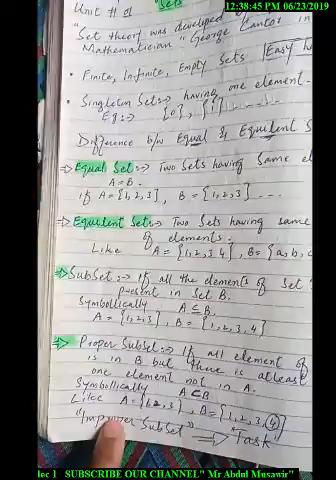 12:38:45 PM 06/23/2019
Unit # 01 "Sets
"Set theory was developed by
Mathematician "George Cantor" in
• Finite, Infinite, Empty Sets Easy
• Singleton Sets:-> having one element
Eg:-> {0}, {1} ......
Difference b/w Equal & Equilent
Equal Set:-> Two Sets having Same
A=B.
if A={1,2,3}, B={1,2,3}...
Equilent Sets:-> Two Sets having same
of elements.
Like A={1,2,3,4}, B={a,b,c
SubSet:-> If all the elements of Set
present in Set B.
Symbolically A⊆B.
A={1,2,3}, B={1,2,3,4}
Proper Subset:-> If all element of
is in B but there is atleast
one element not in A.
Symbolically A⊂B
Like A={1,2,3}, B={1,2,3,4}
"Improper Subset" => "Task"
lec 1 SUBSCRIBE OUR CHANNEL" Mr Abdul Musawir"